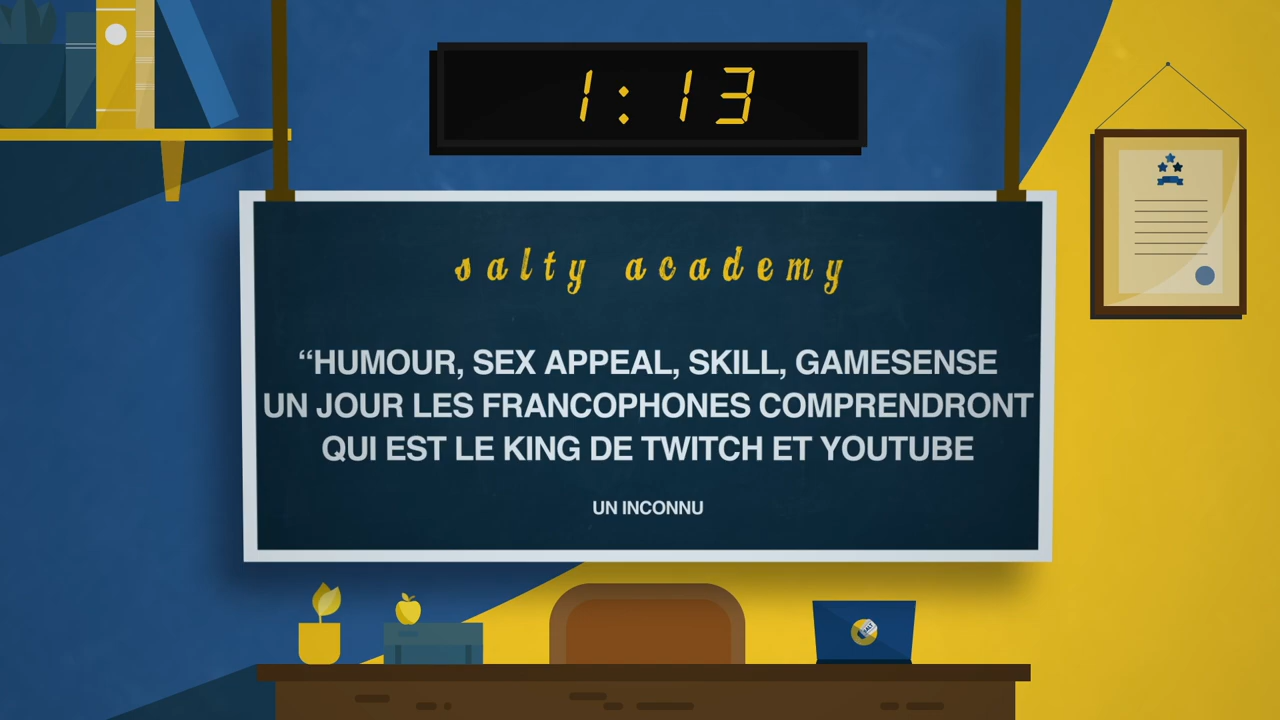 1:13
salty academy
“HUMOUR, SEX APPEAL, SKILL, GAMESENSE
UN JOUR LES FRANCOPHONES COMPRENDRONT
QUI EST LE KING DE TWITCH ET YOUTUBE
UN INCONNU